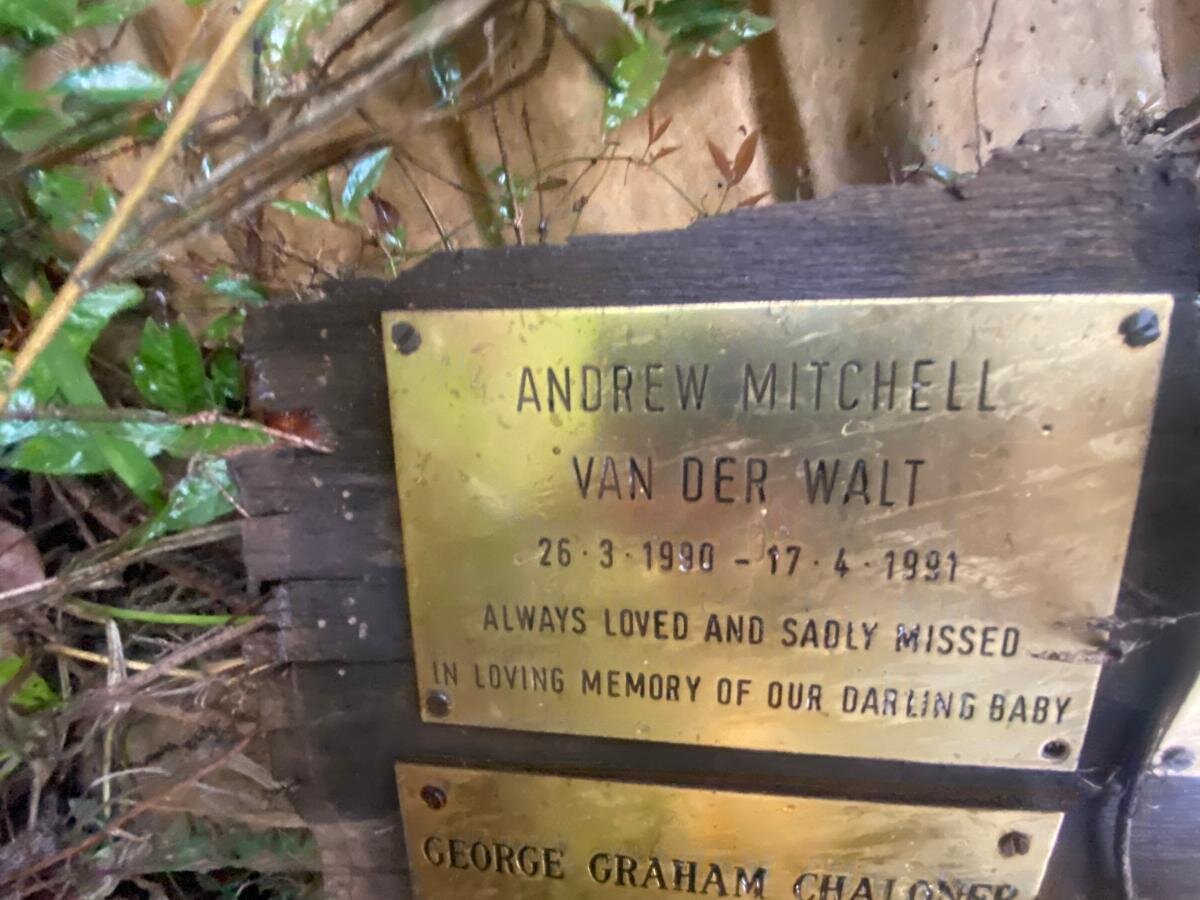 ANDREW MITCHELL
VAN DER WALT
26·3·1990 – 17·4·1991
ALWAYS LOVED AND SADLY MISSED
IN LOVING MEMORY OF OUR DARLING BABY
GEORGE GRAHAM CHALONER